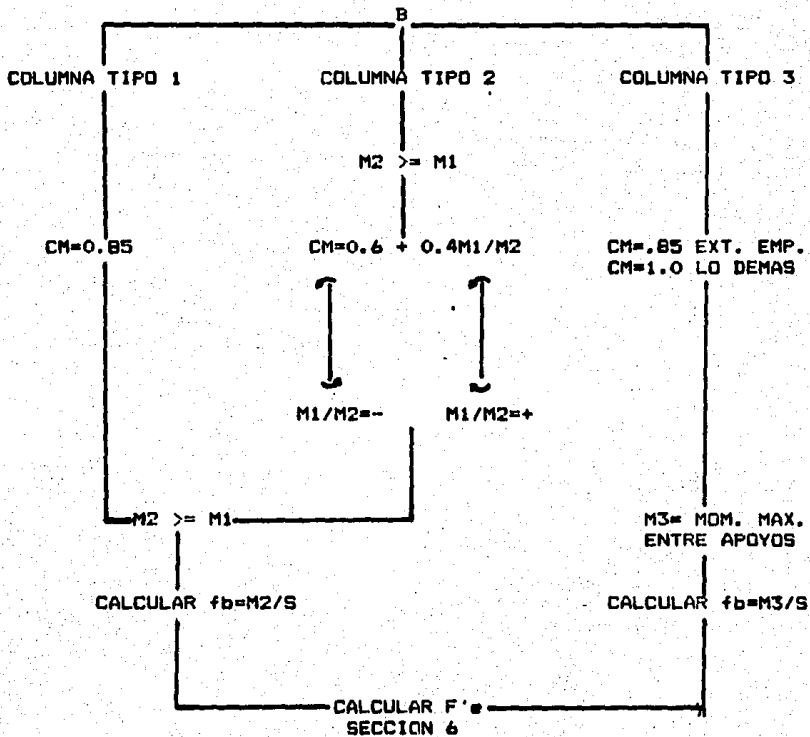 B
COLUMNA TIPO 1
COLUMNA TIPO 2
COLUMNA TIPO 3
M2 >= M1
CM=0.85
CM=0.6 + 0.4M1/M2
CM=.85 EXT. EMP.
CM=1.0 LO DEMAS
M1/M2=-
M1/M2=+
M2 >= M1
M3= MOM. MAX.
ENTRE APOYOS
CALCULAR fb=M2/S
CALCULAR fb=M3/S
CALCULAR F'e
SECCION 6